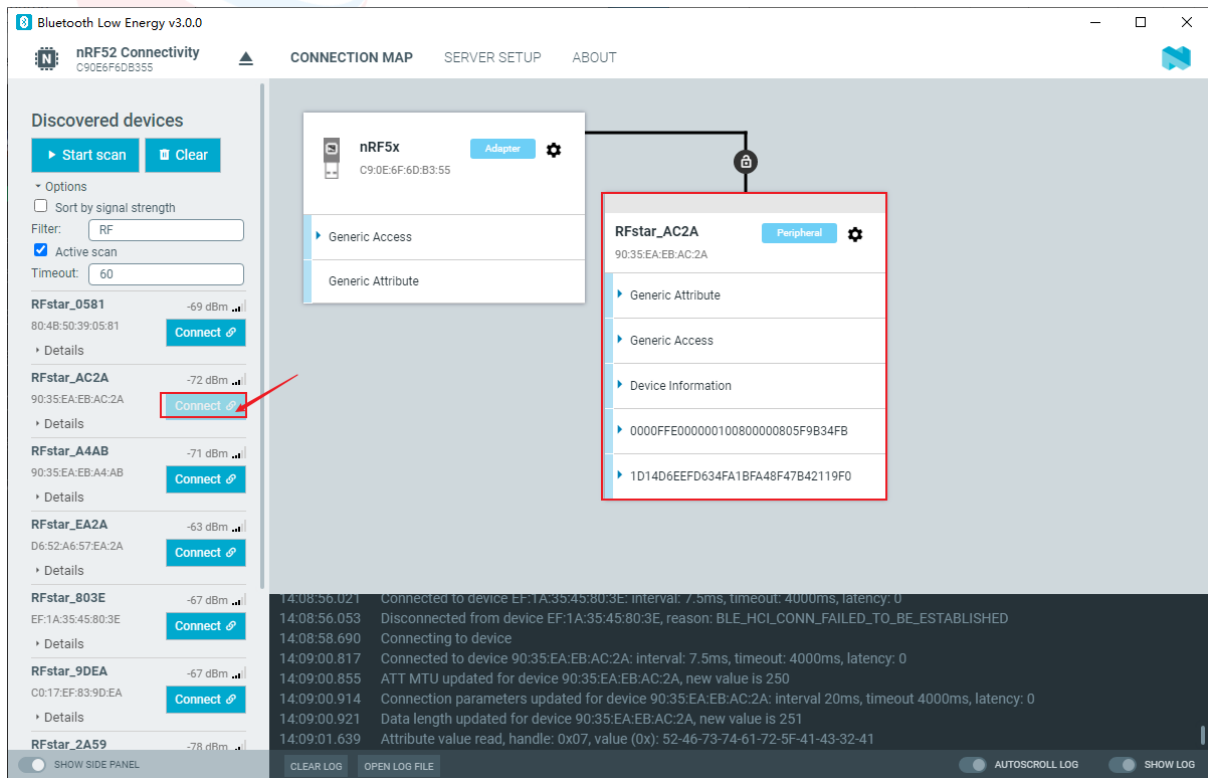 Bluetooth Low Energy v3.0.0
nRF52 Connectivity
C90E6F6DB355
CONNECTION MAP
SERVER SETUP
ABOUT
Discovered devices
Start scan
Clear
Options
Sort by signal strength
Filter: RF
Active scan
Timeout: 60
RFstar_0581 -69 dBm
80:4B:50:39:05:81
Connect
Details
RFstar_AC2A -72 dBm
90:35:EA:EB:AC:2A
Connect
Details
RFstar_A4AB -71 dBm
90:35:EA:EB:A4:AB
Connect
Details
RFstar_EA2A -63 dBm
D6:52:A6:57:EA:2A
Connect
Details
RFstar_803E -67 dBm
EF:1A:35:45:80:3E
Connect
Details
RFstar_9DEA -67 dBm
C0:17:EF:83:9D:EA
Connect
Details
RFstar_2A59 -78 dBm
SHOW SIDE PANEL
nRF5x
Adapter
C9:0E:6F:6D:B3:55
Generic Access
Generic Attribute
RFstar_AC2A
Peripheral
90:35:EA:EB:AC:2A
Generic Attribute
Generic Access
Device Information
0000FFE000000100800000805F9B34FB
1D14D6EEFD634FA1BFA48F47B42119F0
14:08:56.021 Connected to device EF:1A:35:45:80:3E: interval: 7.5ms, timeout: 4000ms, latency: 0
14:08:56.053 Disconnected from device EF:1A:35:45:80:3E, reason: BLE_HCI_CONN_FAILED_TO_BE_ESTABLISHED
14:08:58.690 Connecting to device
14:09:00.817 Connected to device 90:35:EA:EB:AC:2A: interval: 7.5ms, timeout: 4000ms, latency: 0
14:09:00.855 ATT MTU updated for device 90:35:EA:EB:AC:2A, new value is 250
14:09:00.914 Connection parameters updated for device 90:35:EA:EB:AC:2A: interval 20ms, timeout 4000ms, latency: 0
14:09:00.921 Data length updated for device 90:35:EA:EB:AC:2A, new value is 251
14:09:01.639 Attribute value read, handle: 0x07, value (0x): 52-46-73-74-61-72-5F-41-43-32-41
CLEAR LOG
OPEN LOG FILE
AUTOSCROLL LOG
SHOW LOG